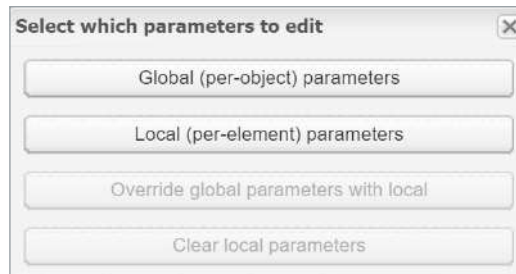 Select which parameters to edit
Global (per-object) parameters
Local (per-element) parameters
Override global parameters with local
Clear local parameters